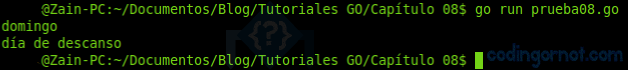 @Zain-PC:~/Documentos/Blog/Tutoriales GO/Capítulo 08$ go run prueba08.go
domingo
día de descanso
@Zain-PC:~/Documentos/Blog/Tutoriales GO/Capítulo 08$
codingornot.com